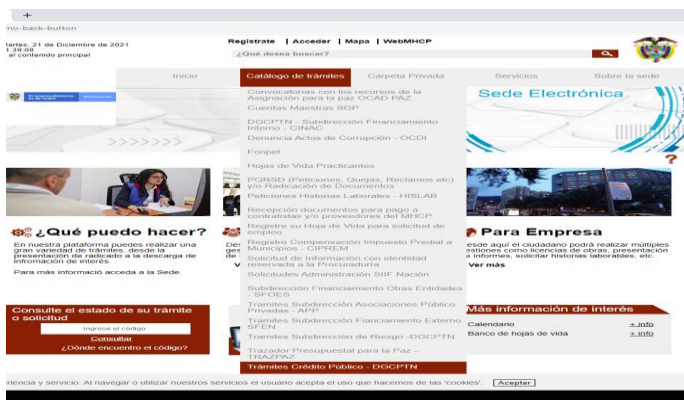 no-back-button
Martes, 21 de Diciembre de 2021
al contenido principal
Regístrate | Acceder | Mapa | WebMHCP
¿Qué desea buscar?
Inicio
Catálogo de trámites
Carpeta Privada
Servicios
Sobre la sede
Convocatorias con los recursos de la
Asignación para la paz OCAD PAZ
Cuentas Maestras SGP
DGCPTN - Subdirección Financiamiento
Interno - CINAC
Denuncia Actos de Corrupción - OCDI
Fonpet
Hojas de Vida Practicantes
PQRSD (Peticiones, Quejas, Reclamos etc)
y/o Radicación de Documentos
Peticiones Historias Laborales - HISLAB
Recepción documentos para pago a
contratistas y/o proveedores del MHCP.
Registre su Hoja de Vida para solicitud de
empleo
Registro Compensación Impuesto Predial a
Municipios - CIPREM
Solicitud de Información con identidad
reservada a la Procuraduría
Solicitudes Administración SIIF Nación
Subdirección Financiamiento Otras Entidades
- SFOES
Tramites Subdirección Asociaciones Público
Privadas - APP
Tramites Subdirección Fianciamiento Externo
SFEN
Tramites Subdirección de Riesgo -DGCPTN
Trazador Presupuestal para la Paz -
TRAZPAZ
Trámites Crédito Público - DGCPTN
Sede Electrónica
?
¿Qué puedo hacer?
En nuestra plataforma puedes realizar una
gran variedad de trámites, desde la
presentación de radicado a la descarga de
infromación de interés.
Para más informació acceda a la Sede.
Para Empresa
esde aquí el ciudadano podrá realizar múltiples
estiones como licencias de obras, presentación
e informes, solicitar historias laborables, etc.
Ver más
Consulte el estado de su trámite
o solicitud
Ingrese el código
Consultar
¿Dónde encuentro el código?
Más información de interés
Calendario + info
Banco de hojas de vida + info
eriencia y servicio. Al navegar o utilizar nuestros servicios el usuario acepta el uso que hacemos de las 'cookies'. Aceptar